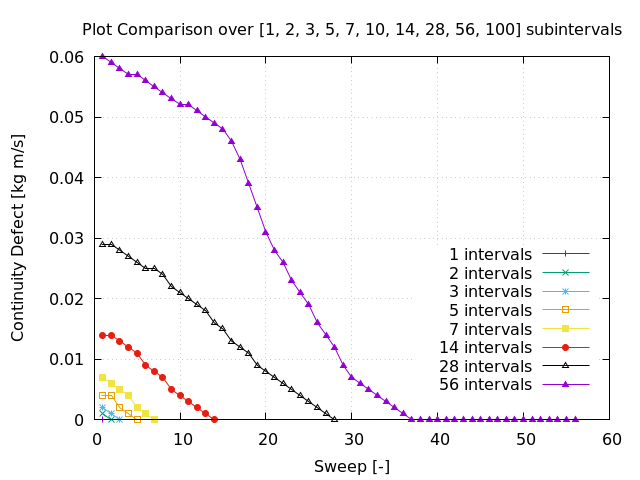 Plot Comparison over [1, 2, 3, 5, 7, 10, 14, 28, 56, 100] subintervals
Continuity Defect [kg m/s]
0.06
0.05
0.04
0.03
0.02
0.01
0
1 intervals
2 intervals
3 intervals
5 intervals
7 intervals
14 intervals
28 intervals
56 intervals
0 10 20 30 40 50 60
Sweep [-]